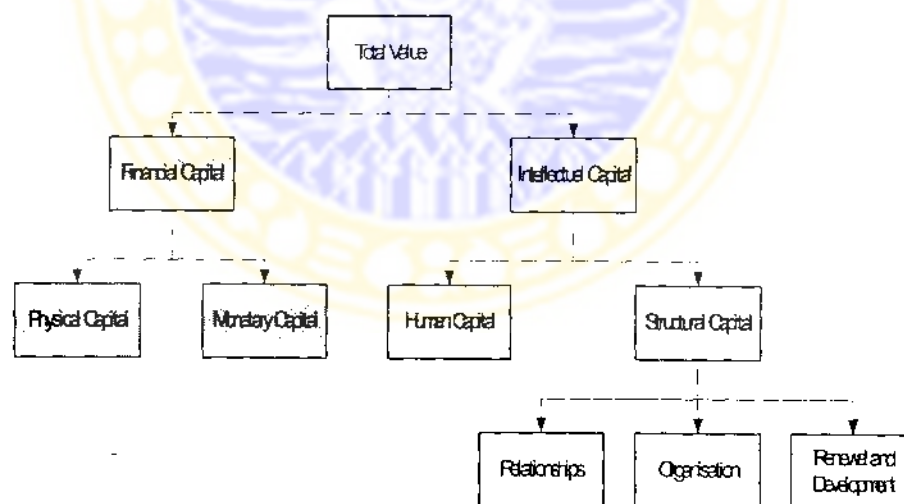 Total Value
Financial Capital
Intellectual Capital
Physical Capital
Monetary Capital
Human Capital
Structural Capital
Relationships
Organisation
Renewal and
Development